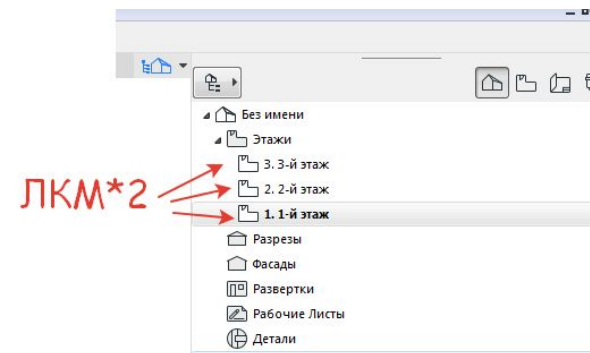 Без имени
Этажи
3. 3-й этаж
ЛКМ*2
2. 2-й этаж
1. 1-й этаж
Разрезы
Фасады
Развертки
Рабочие Листы
Детали